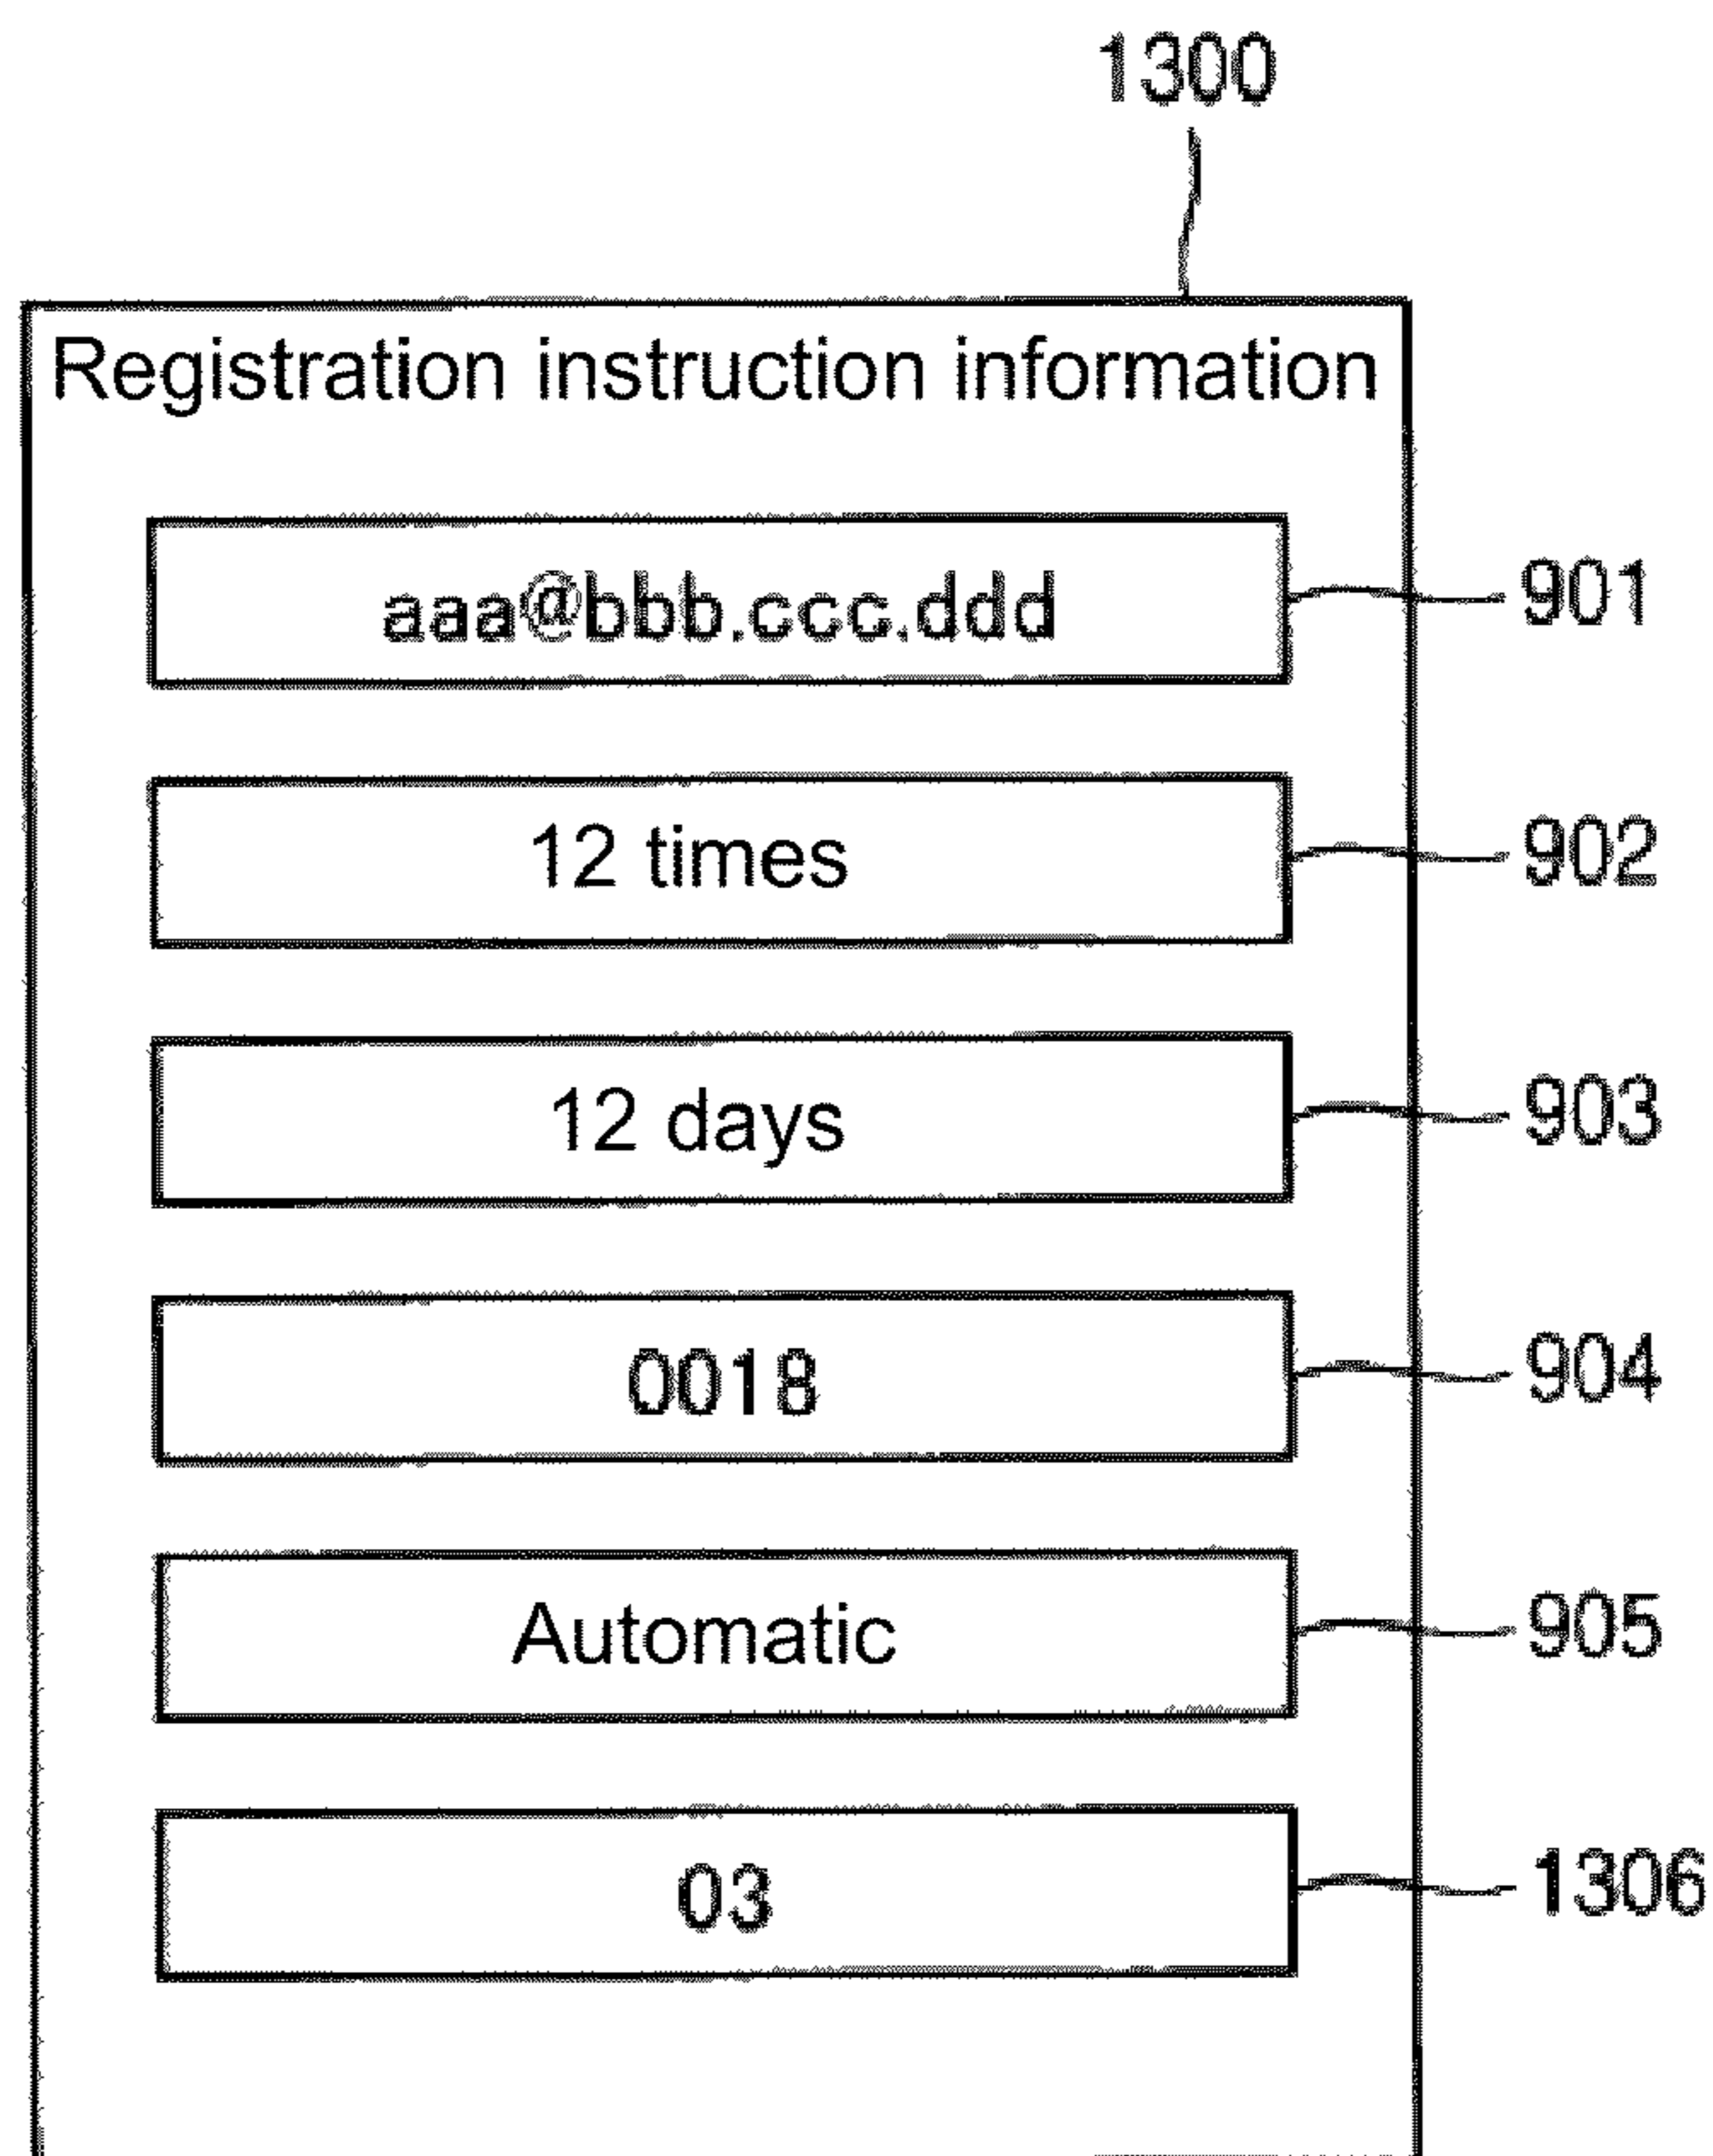 1300
Registration instruction information
aaa@bbb.ccc.ddd 901
12 times 902
12 days 903
0018 904
Automatic 905
03 1306